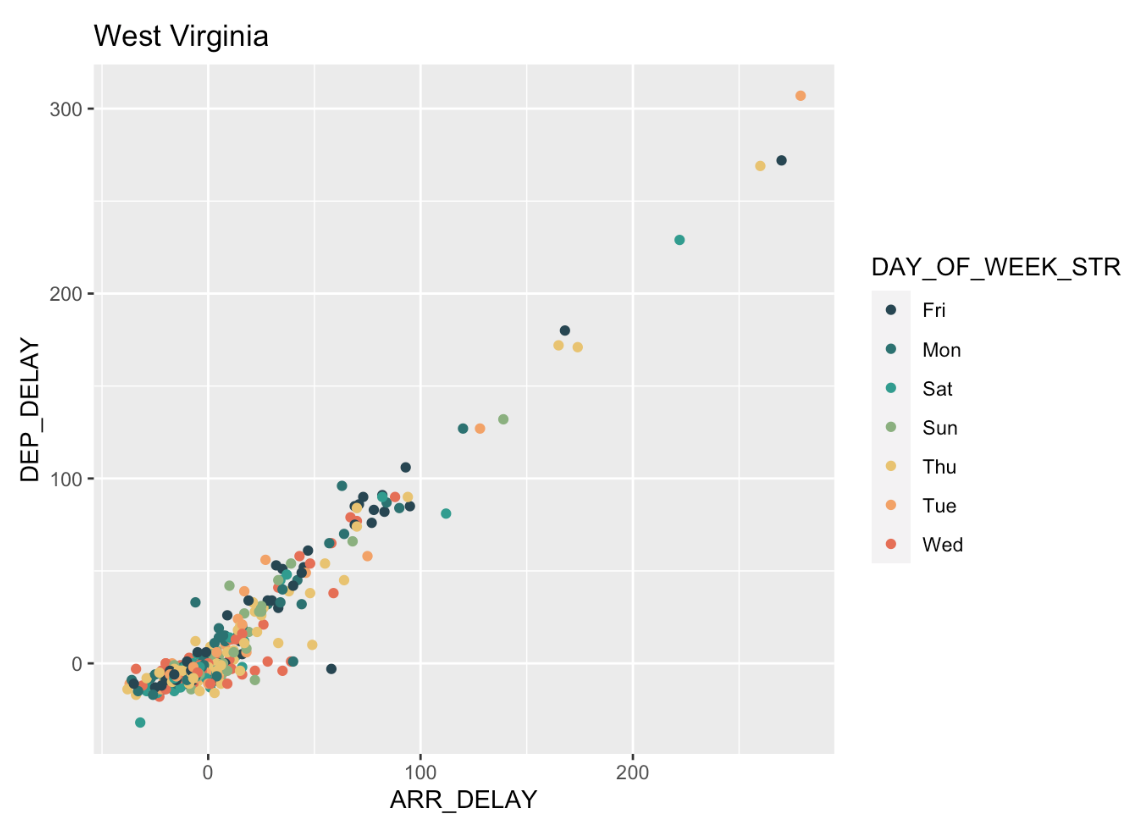 West Virginia
300
200
100
0
DEP_DELAY
0 100 200
ARR_DELAY
DAY_OF_WEEK_STR
Fri
Mon
Sat
Sun
Thu
Tue
Wed